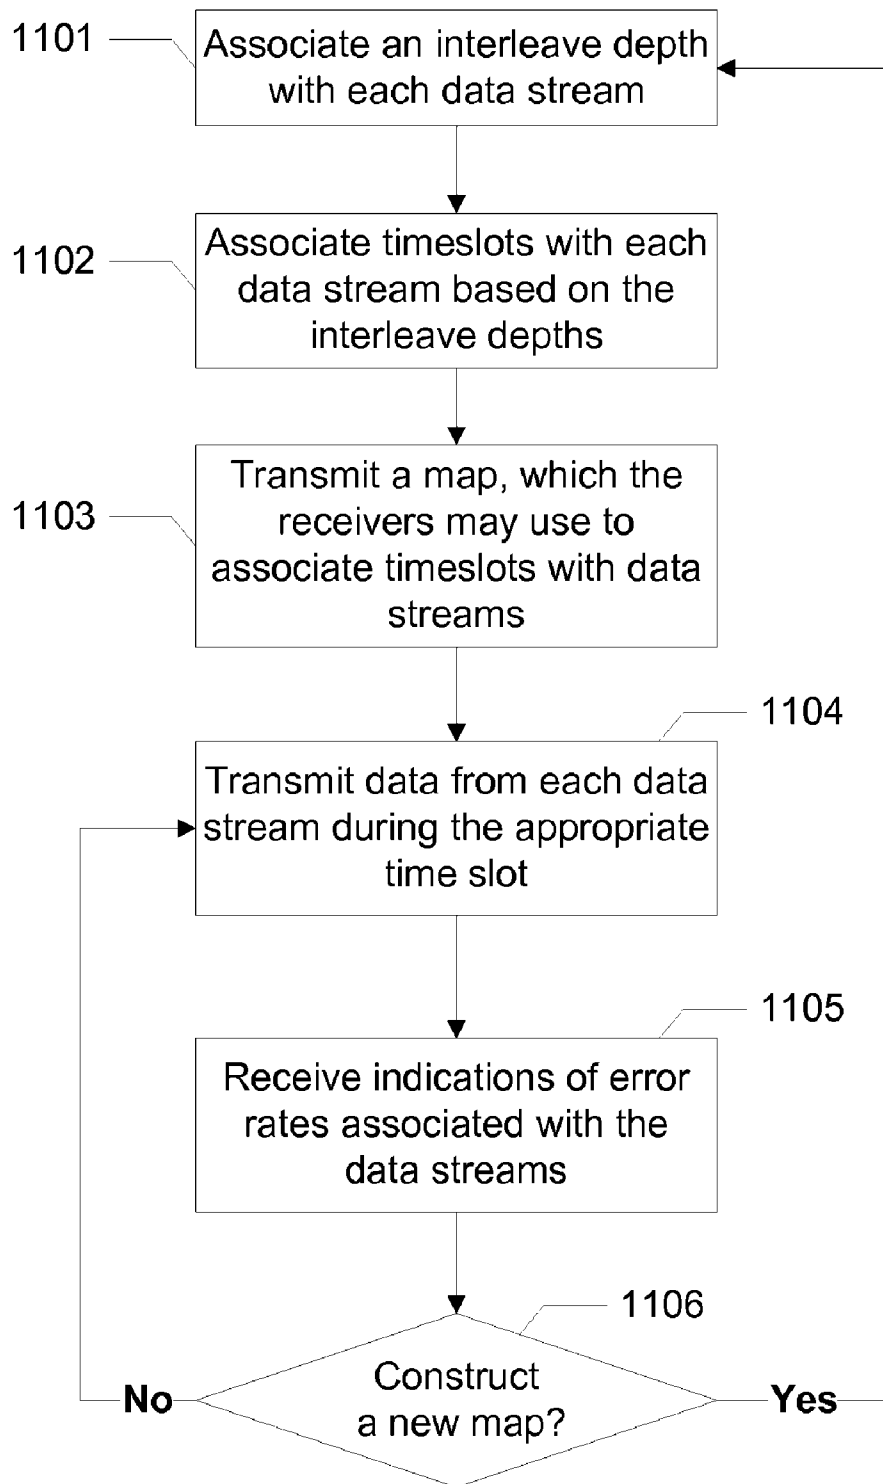 1101
Associate an interleave depth
with each data stream
1102
Associate timeslots with each
data stream based on the
interleave depths
1103
Transmit a map, which the
receivers may use to
associate timeslots with data
streams
1104
Transmit data from each data
stream during the appropriate
time slot
1105
Receive indications of error
rates associated with the
data streams
1106
Construct
a new map?
No
Yes